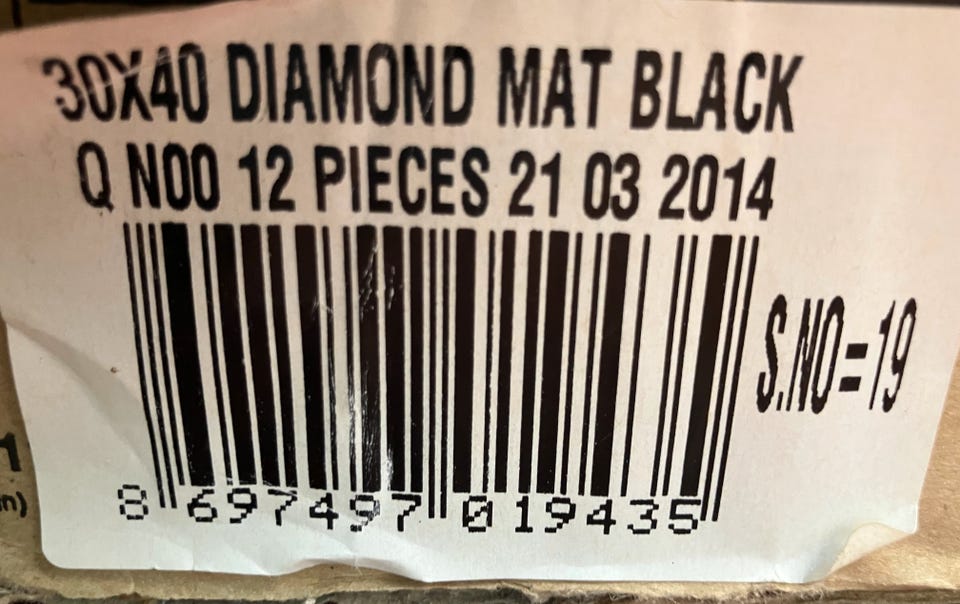 30X40 DIAMOND MAT BLACK
Q N00 12 PIECES 21 03 2014
S.NO=19
8 697497 019435